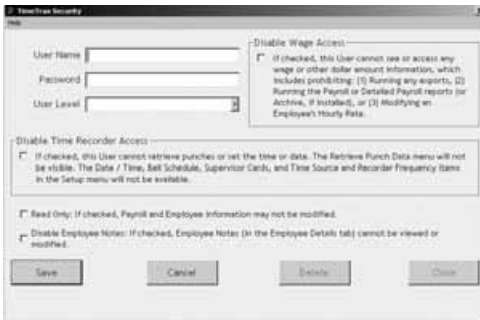 TimeTrax Security
Help
User Name
Password
User Level
Disable Wage Access
If checked, this User cannot see or access any
wage or other dollar amount information, which
includes prohibiting: (1) Running any exports, (2)
Running the Payroll or Detailed Payroll reports (or
Archive, if installed), or (3) Modifying an
Employee's Hourly Rate.
Disable Time Recorder Access
If checked, this User cannot retrieve punches or set the time or date. The Retrieve Punch Data menu will not
be visible. The Date / Time, Bell Schedule, Supervisor Cards, and Time Source and Recorder Frequency items
in the Setup menu will not be available.
Read Only: If checked, Payroll and Employee information may not be modified.
Disable Employee Notes: If checked, Employee Notes (in the Employee Details tab) cannot be viewed or
modified.
Save
Cancel
Delete
Close